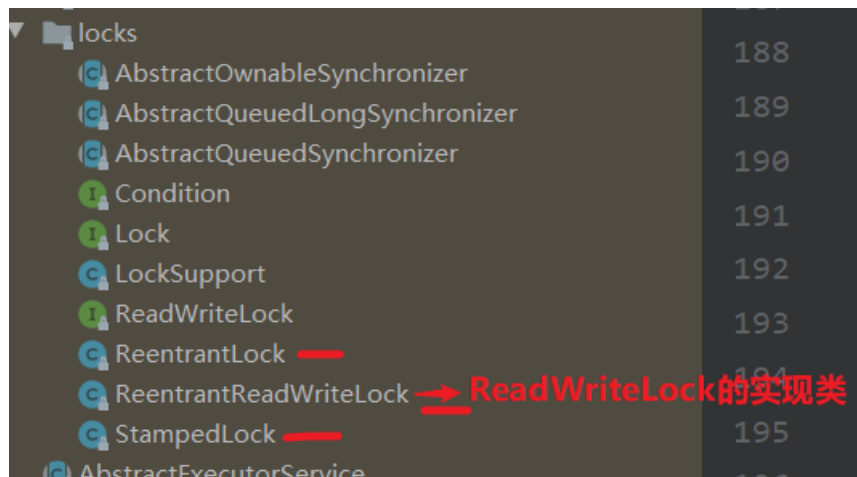 locks
188
AbstractOwnableSynchronizer
AbstractQueuedLongSynchronizer
189
AbstractQueuedSynchronizer
190
Condition
191
Lock
LockSupport
192
ReadWriteLock
193
ReentrantLock
ReentrantReadWriteLock ReadWriteLock的实现类
194
StampedLock
195
AbstractExecutorService